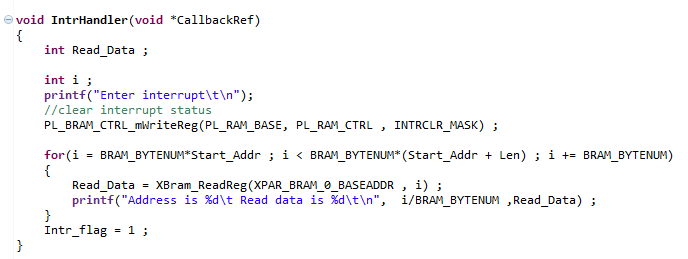 void IntrHandler(void *CallbackRef)
{
    int Read_Data ;

    int i ;
    printf("Enter interrupt\t\n");
    //clear interrupt status
    PL_BRAM_CTRL_mWriteReg(PL_RAM_BASE, PL_RAM_CTRL , INTRCLR_MASK) ;

    for(i = BRAM_BYTENUM*Start_Addr ; i < BRAM_BYTENUM*(Start_Addr + Len) ; i += BRAM_BYTENUM)
    {
        Read_Data = XBram_ReadReg(XPAR_BRAM_0_BASEADDR , i) ;
        printf("Address is %d\t Read data is %d\t\n",  i/BRAM_BYTENUM ,Read_Data) ;
    }
    Intr_flag = 1 ;
}